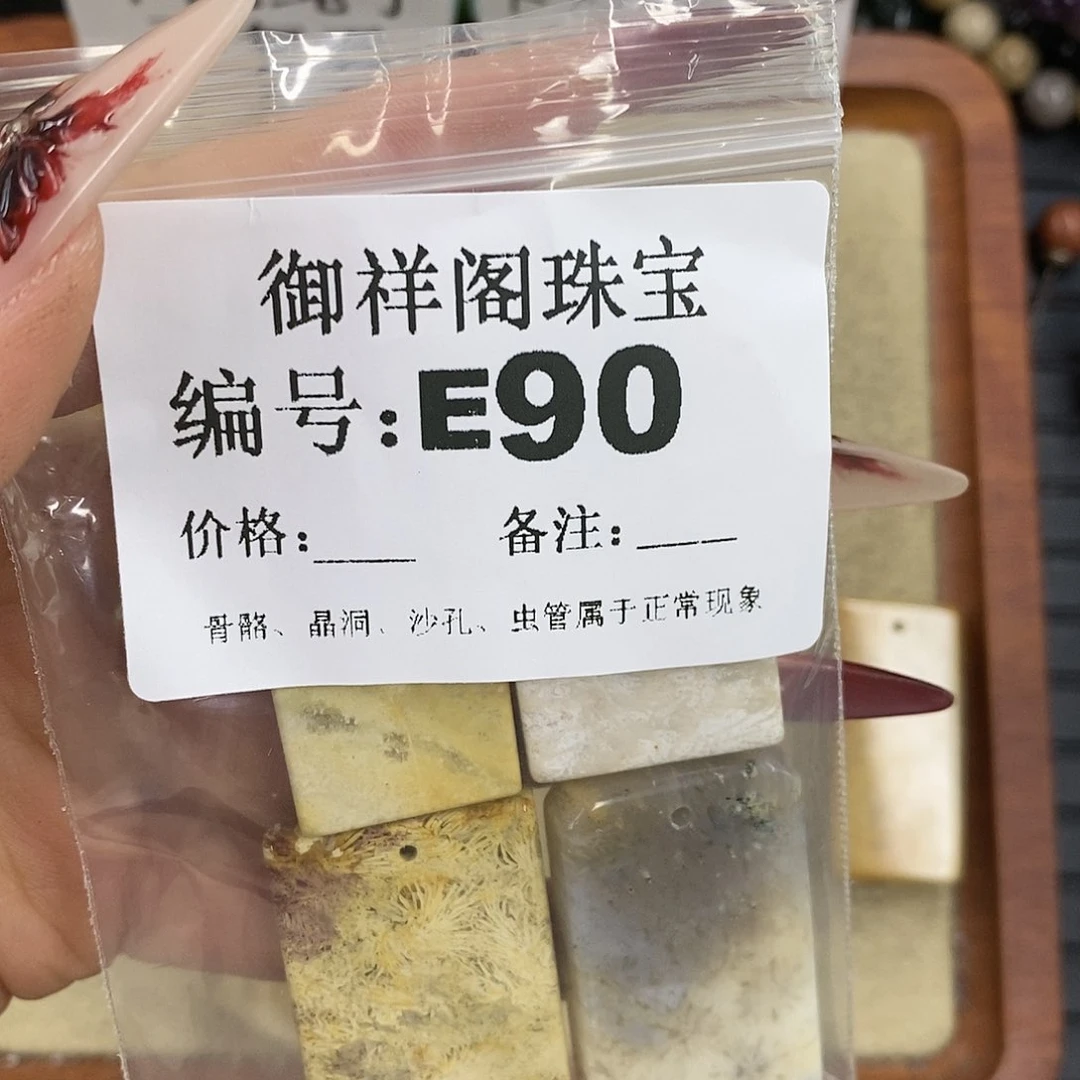 御祥阁珠宝
编号:E90
价格:____ 备注:____
骨骼、晶洞、沙孔、虫管属于正常现象